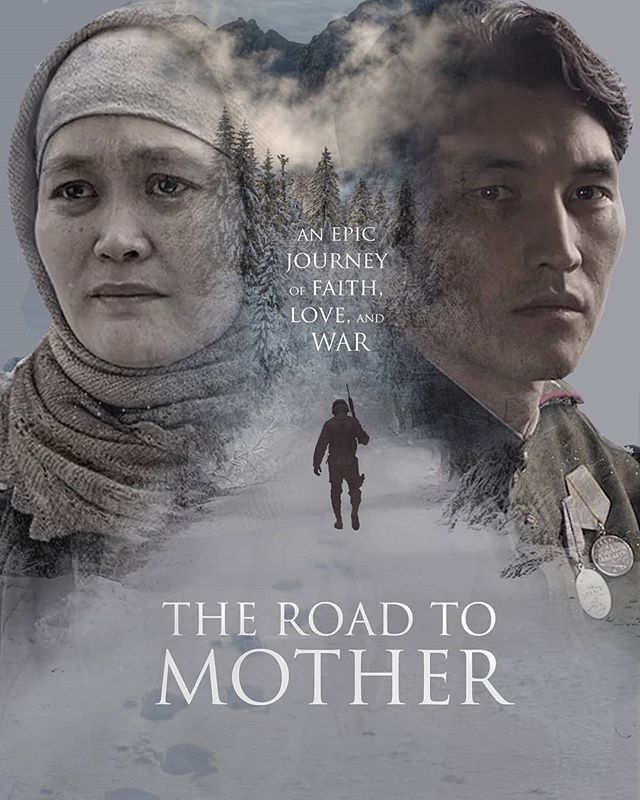 AN EPIC
JOURNEY
OF FAITH,
LOVE, AND
WAR
THE ROAD TO
MOTHER